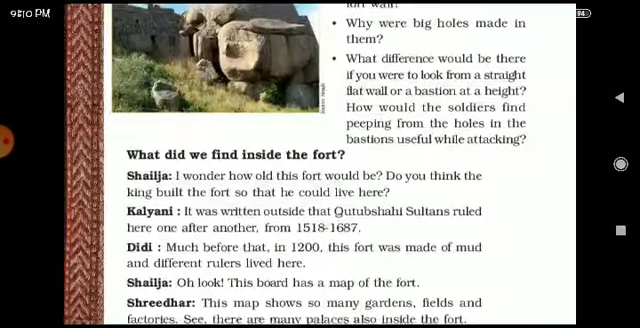 9:10 PM
94
fort wall?
• Why were big holes made in
them?
• What difference would be there
if you were to look from a straight
flat wall or a bastion at a height?
How would the soldiers find
peeping from the holes in the
bastions useful while attacking?
What did we find inside the fort?
Shailja: I wonder how old this fort would be? Do you think the
king built the fort so that he could live here?
Kalyani : It was written outside that Qutubshahi Sultans ruled
here one after another, from 1518-1687.
Didi : Much before that, in 1200, this fort was made of mud
and different rulers lived here.
Shailja: Oh look! This board has a map of the fort.
Shreedhar: This map shows so many gardens, fields and
factories. See, there are many palaces also inside the fort.